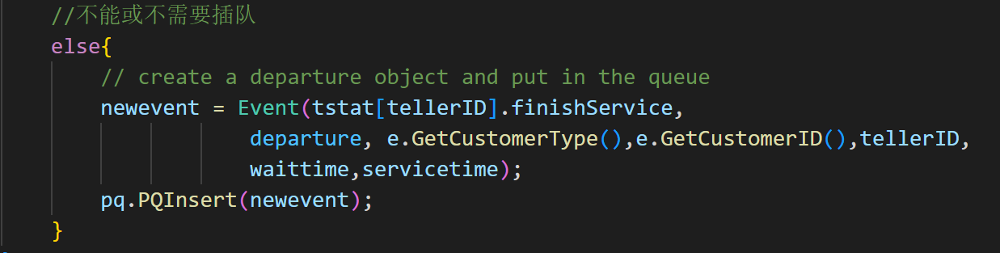 //不能或不需要插队
else{
// create a departure object and put in the queue
newevent = Event(tstat[tellerID].finishService,
departure, e.GetCustomerType(),e.GetCustomerID(),tellerID,
waittime,servicetime);
pq.PQInsert(newevent);
}